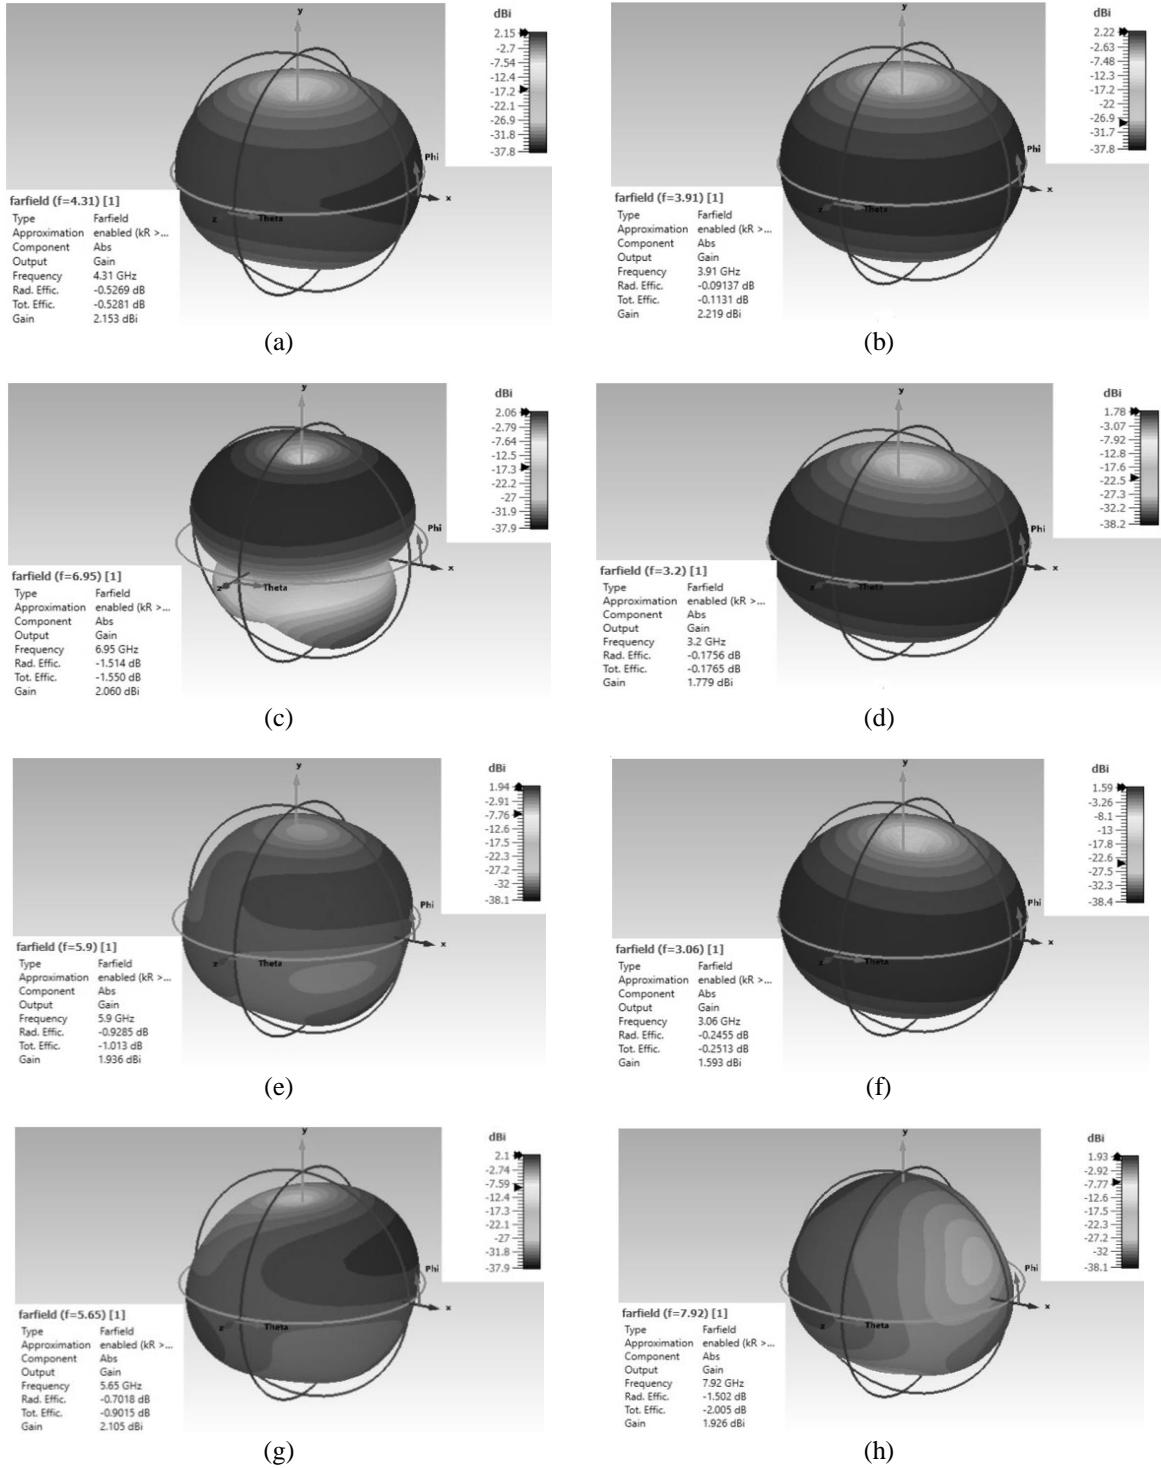 y
dBi
2.15
-2.7
-7.54
-12.4
-17.2
-22.1
-26.9
-31.8
-37.8
Phi
x
z
Theta
farfield (f=4.31) [1]
Type Farfield
Approximation enabled (kR >...
Component Abs
Output Gain
Frequency 4.31 GHz
Rad. Effic. -0.5269 dB
Tot. Effic. -0.5281 dB
Gain 2.153 dBi
(a)
y
dBi
2.22
-2.63
-7.48
-12.3
-17.2
-22
-26.9
-31.7
-37.8
Phi
x
z
Theta
farfield (f=3.91) [1]
Type Farfield
Approximation enabled (kR >...
Component Abs
Output Gain
Frequency 3.91 GHz
Rad. Effic. -0.09137 dB
Tot. Effic. -0.1131 dB
Gain 2.219 dBi
(b)
y
dBi
2.06
-2.79
-7.64
-12.5
-17.3
-22.2
-27
-31.9
-37.9
Phi
x
z
Theta
farfield (f=6.95) [1]
Type Farfield
Approximation enabled (kR >...
Component Abs
Output Gain
Frequency 6.95 GHz
Rad. Effic. -1.514 dB
Tot. Effic. -1.550 dB
Gain 2.060 dBi
(c)
y
dBi
1.78
-3.07
-7.92
-12.8
-17.6
-22.5
-27.3
-32.2
-38.2
Phi
x
z
Theta
farfield (f=3.2) [1]
Type Farfield
Approximation enabled (kR >...
Component Abs
Output Gain
Frequency 3.2 GHz
Rad. Effic. -0.1756 dB
Tot. Effic. -0.1765 dB
Gain 1.779 dBi
(d)
y
dBi
1.94
-2.91
-7.76
-12.6
-17.5
-22.3
-27.2
-32
-38.1
Phi
x
z
Theta
farfield (f=5.9) [1]
Type Farfield
Approximation enabled (kR >...
Component Abs
Output Gain
Frequency 5.9 GHz
Rad. Effic. -0.9285 dB
Tot. Effic. -1.013 dB
Gain 1.936 dBi
(e)
y
dBi
1.59
-3.26
-8.1
-13
-17.8
-22.6
-27.5
-32.3
-38.4
Phi
x
z
Theta
farfield (f=3.06) [1]
Type Farfield
Approximation enabled (kR >...
Component Abs
Output Gain
Frequency 3.06 GHz
Rad. Effic. -0.2455 dB
Tot. Effic. -0.2513 dB
Gain 1.593 dBi
(f)
y
dBi
2.1
-2.74
-7.59
-12.4
-17.3
-22.1
-27
-31.8
-37.9
Phi
x
z
Theta
farfield (f=5.65) [1]
Type Farfield
Approximation enabled (kR >...
Component Abs
Output Gain
Frequency 5.65 GHz
Rad. Effic. -0.7018 dB
Tot. Effic. -0.9015 dB
Gain 2.105 dBi
(g)
y
dBi
1.93
-2.92
-7.77
-12.6
-17.5
-22.3
-27.2
-32
-38.1
Phi
x
z
Theta
farfield (f=7.92) [1]
Type Farfield
Approximation enabled (kR >...
Component Abs
Output Gain
Frequency 7.92 GHz
Rad. Effic. -1.502 dB
Tot. Effic. -2.005 dB
Gain 1.926 dBi
(h)